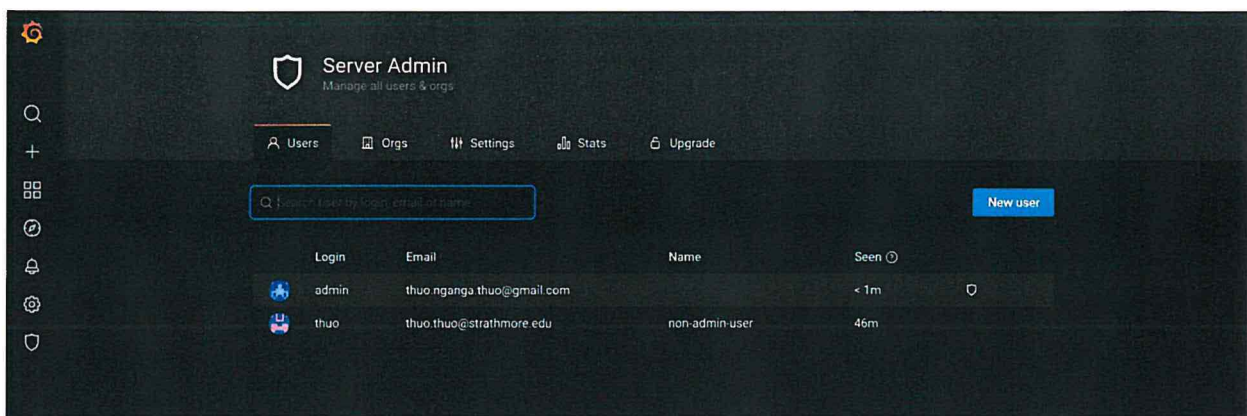 Server Admin
Manage all users & orgs
Users Orgs Settings Stats Upgrade
Search user by login, email or name
New user
Login Email Name Seen
admin thuo.nganga.thuo@gmail.com < 1m
thuo thuo.thuo@strathmore.edu non-admin-user 46m